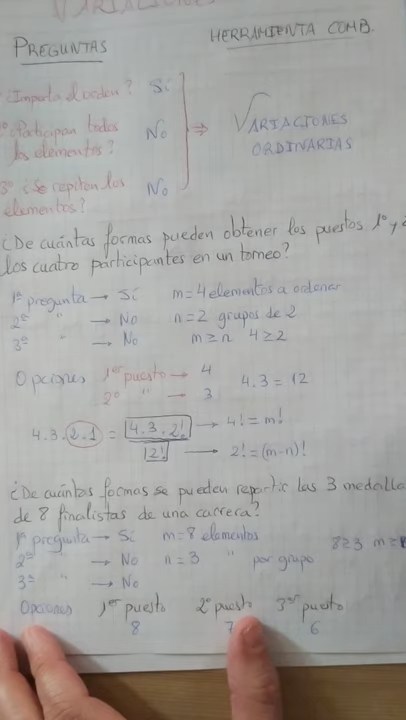 VARIACIONES
PREGUNTAS
HERRAMIENTA COMB.
¿Importa el orden? Sí
¿Participan todos
los elementos? No
⇒ VARIACIONES
ORDINARIAS
3º ¿Se repiten los
elementos? No
¿De cuántas formas pueden obtener los puestos 1º y
los cuatro participantes en un torneo?
1ª pregunta → Sí m=4 elementos a ordenar
2ª " → No n=2 grupos de 2
3ª " → No m≥n 4≥2
Opciones 1er puesto → 4
2º " → 3
4.3=12
4.3.2.1 = 4.3.2! → 4!=m!
2! → 2!=(m-n)!
¿De cuántas formas se pueden repartir las 3 medalla
de 8 finalistas de una carrera?
1ª pregunta → Sí m=8 elementos 8≥3 m≥
2ª " → No n=3 " por grupo
3ª " → No
Opciones 1er puesto 2º puesto 3er puesto
8 7 6